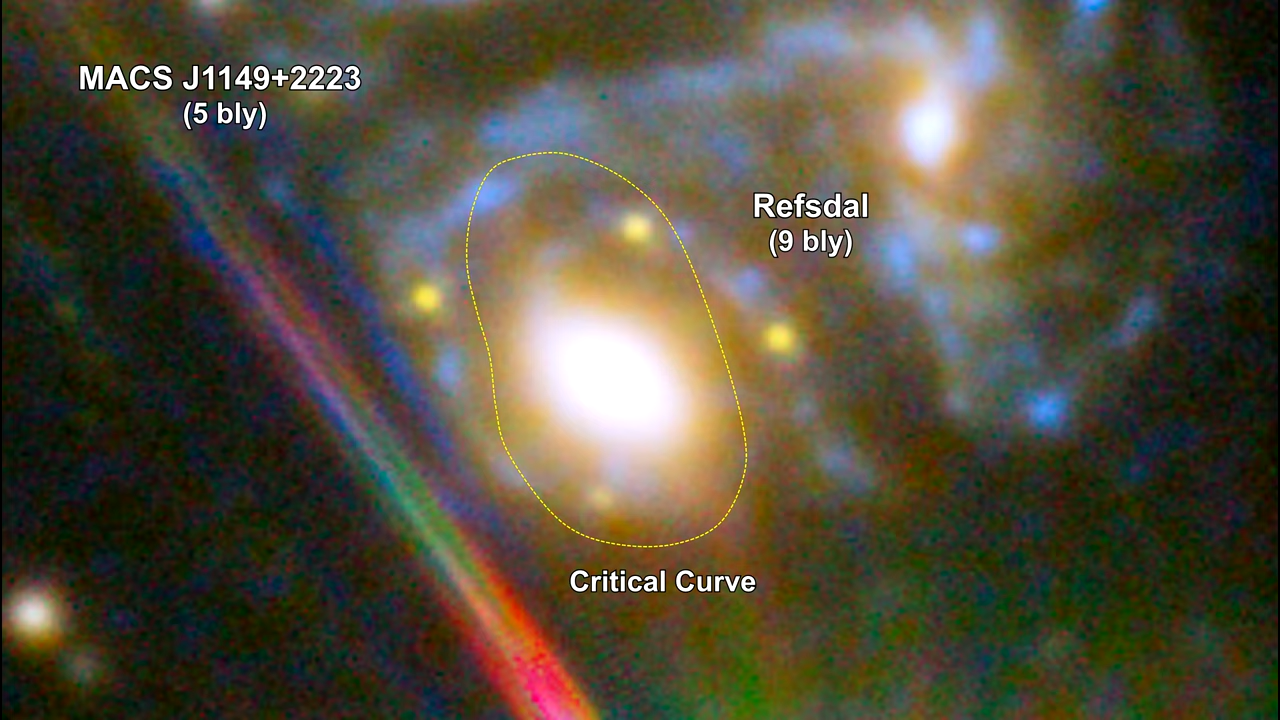 MACS J1149+2223
(5 bly)
Refsdal
(9 bly)
Critical Curve